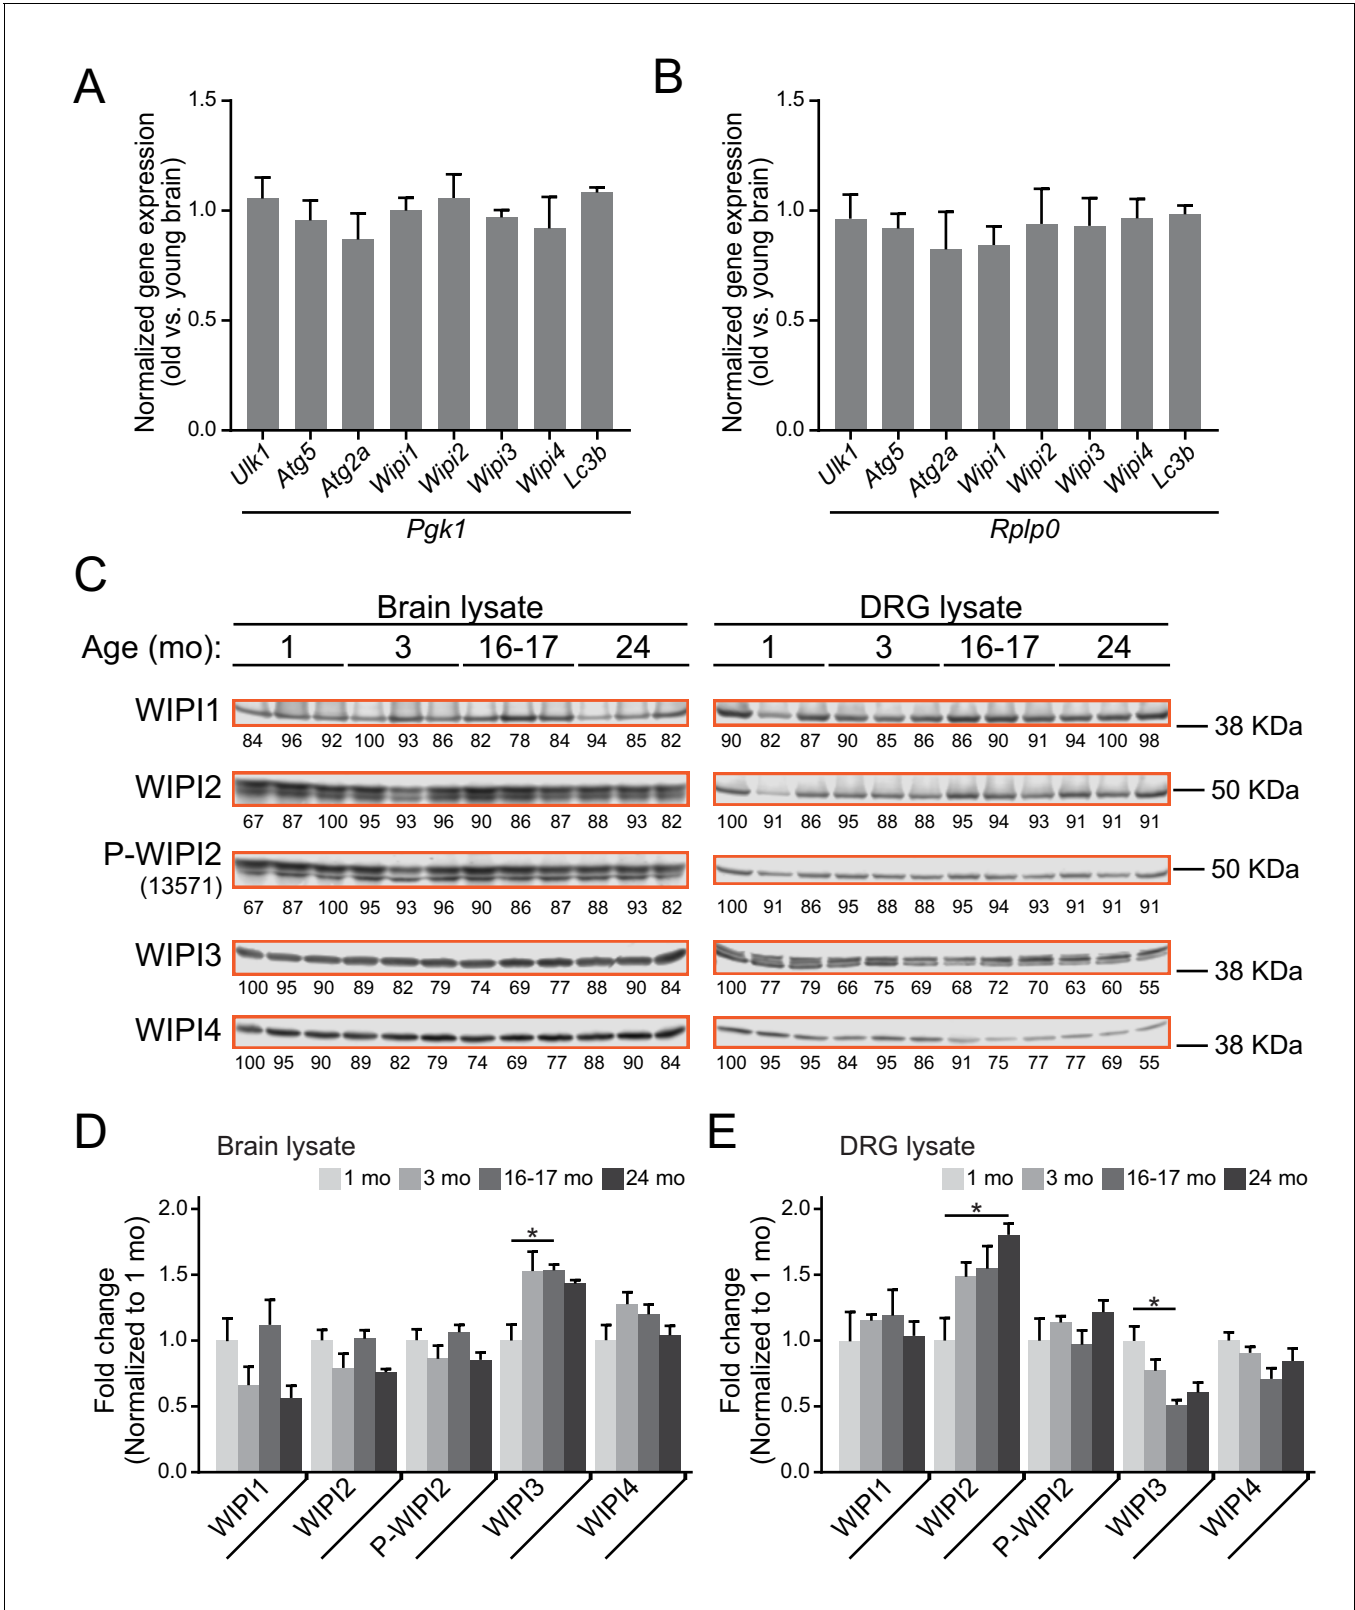 A
Normalized gene expression
(old vs. young brain)
1.5
1.0
0.5
0.0
Ulk1 Atg5 Atg2a Wipi1 Wipi2 Wipi3 Wipi4 Lc3b
Pgk1
B
Normalized gene expression
(old vs. young brain)
1.5
1.0
0.5
0.0
Ulk1 Atg5 Atg2a Wipi1 Wipi2 Wipi3 Wipi4 Lc3b
Rplp0
C
Brain lysate DRG lysate
Age (mo): 1 3 16-17 24 1 3 16-17 24
WIPI1 38 KDa
84 96 92 100 93 86 82 78 84 94 85 82 90 82 87 90 85 86 86 90 91 94 100 98
WIPI2 50 KDa
67 87 100 95 93 96 90 86 87 88 93 82 100 91 86 95 88 88 95 94 93 91 91 91
P-WIPI2 50 KDa
(13571)
67 87 100 95 93 96 90 86 87 88 93 82 100 91 86 95 88 88 95 94 93 91 91 91
WIPI3 38 KDa
100 95 90 89 82 79 74 69 77 88 90 84 100 77 79 66 75 69 68 72 70 63 60 55
WIPI4 38 KDa
100 95 90 89 82 79 74 69 77 88 90 84 100 95 95 84 95 86 91 75 77 77 69 55
D
Brain lysate
1 mo 3 mo 16-17 mo 24 mo
Fold change
(Normalized to 1 mo)
2.0
1.5
1.0
0.5
0.0
*
WIPI1 WIPI2 P-WIPI2 WIPI3 WIPI4
E
DRG lysate
1 mo 3 mo 16-17 mo 24 mo
Fold change
(Normalized to 1 mo)
2.0
1.5
1.0
0.5
0.0
*
*
WIPI1 WIPI2 P-WIPI2 WIPI3 WIPI4